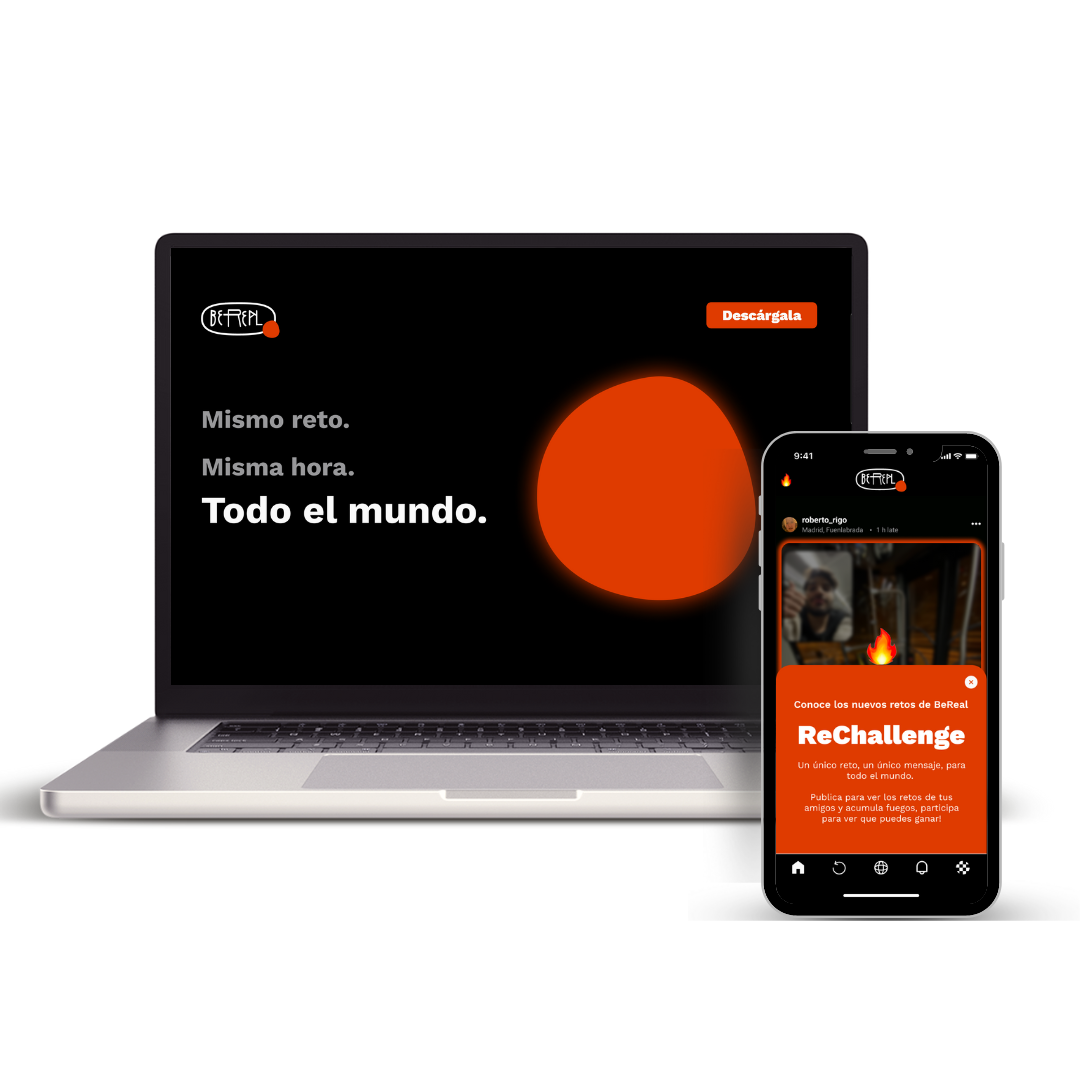 BEREAL
Descárgala
Mismo reto.
Misma hora.
Todo el mundo.
9:41
BEREAL
roberto_rigo
Madrid, Fuenlabrada • 1 h late
Conoce los nuevos retos de BeReal
ReChallenge
Un único reto, un único mensaje, para
todo el mundo.
Publica para ver los retos de tus
amigos y acumula fuegos, participa
para ver que puedes ganar!